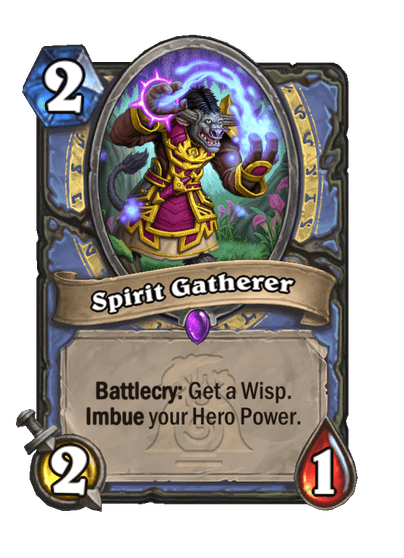 2
Spirit Gatherer
Battlecry: Get a Wisp.
Imbue your Hero Power.
2
1